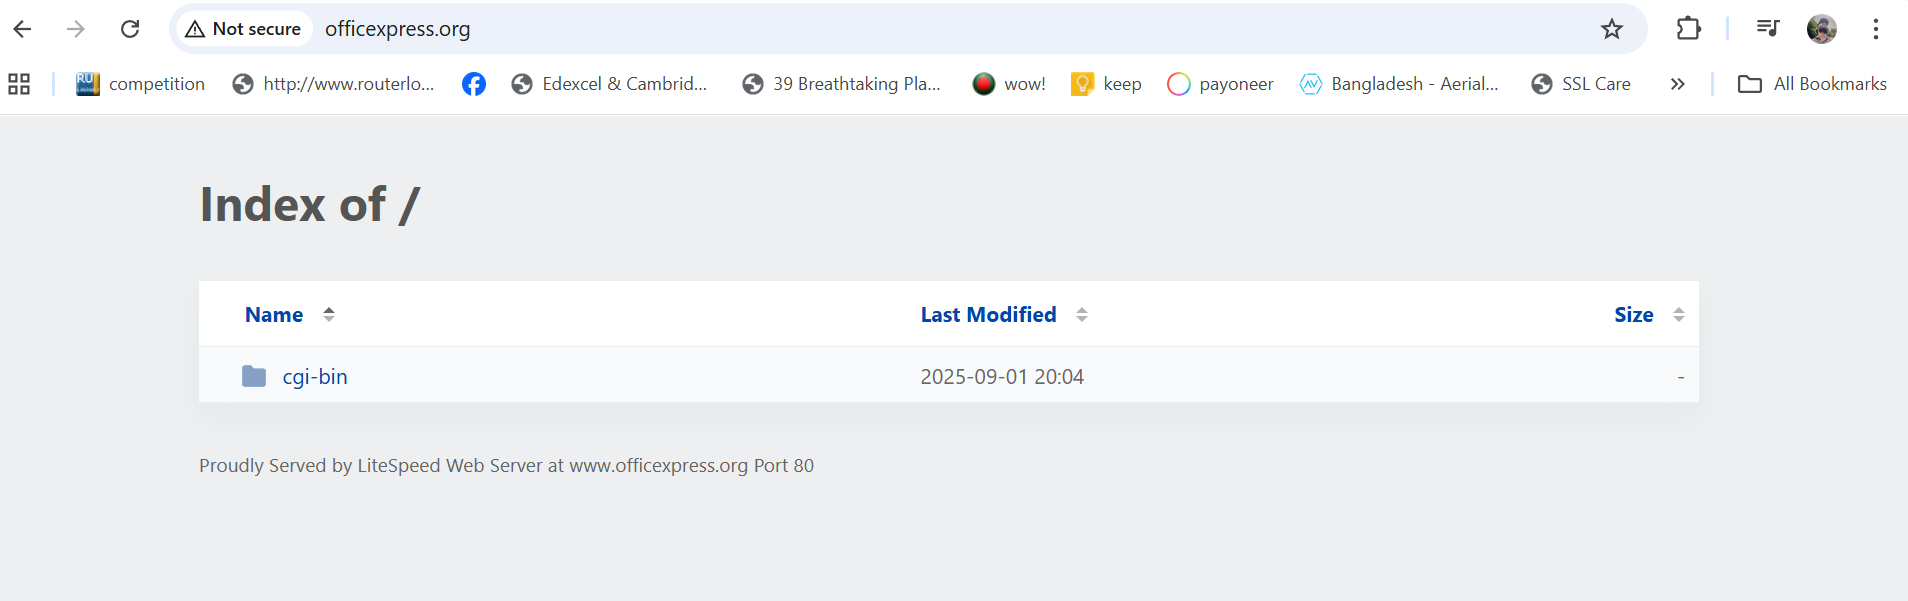 Not secure officexpress.org
competition http://www.routerlo... Edexcel & Cambrid... 39 Breathtaking Pla... wow! keep payoneer Bangladesh - Aerial... SSL Care » All Bookmarks
Index of /
Name Last Modified Size
cgi-bin 2025-09-01 20:04 -
Proudly Served by LiteSpeed Web Server at www.officexpress.org Port 80